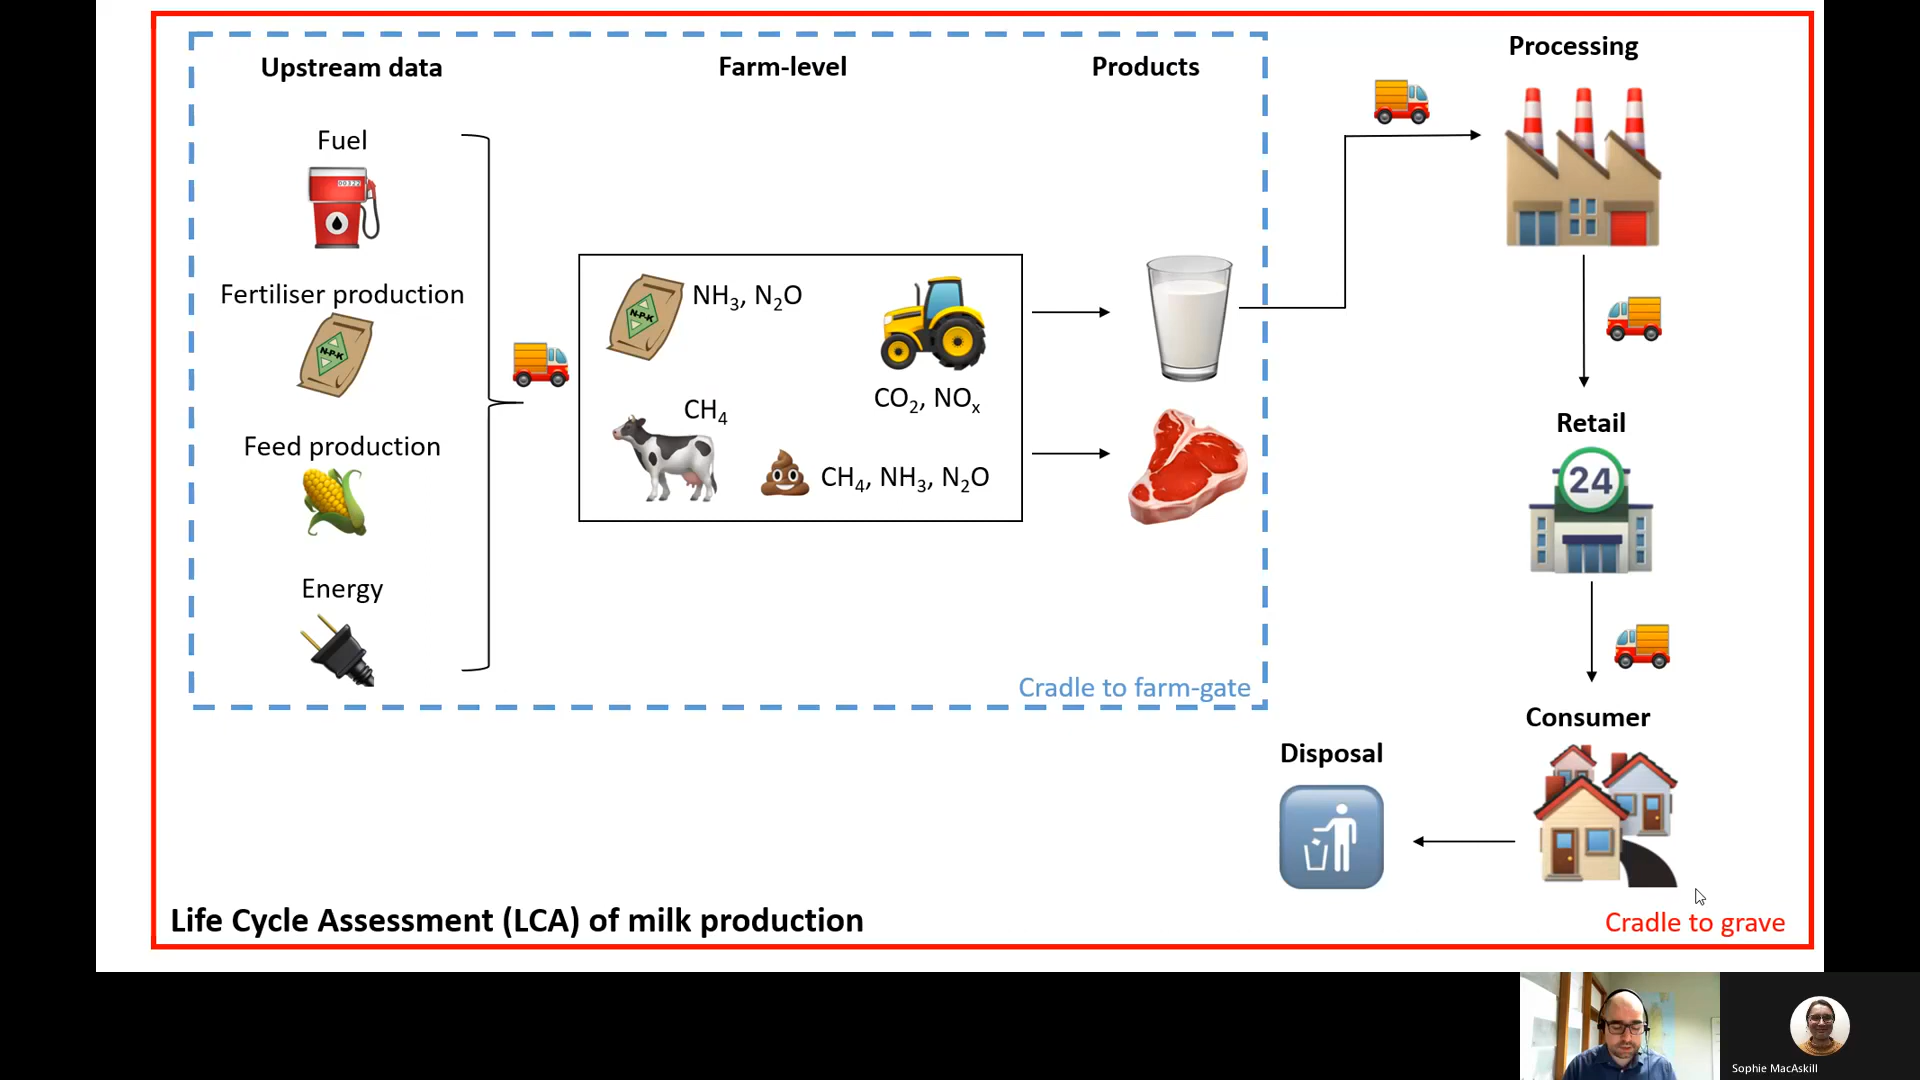 Upstream data
Farm-level
Products
Processing
Fuel
00322
Fertiliser production
N-P-K
Feed production
Energy
N-P-K
NH₃, N₂O
CO₂, NOₓ
CH₄
CH₄, NH₃, N₂O
Cradle to farm-gate
Retail
24
Consumer
Disposal
Life Cycle Assessment (LCA) of milk production
Cradle to grave
Sophie MacAskill